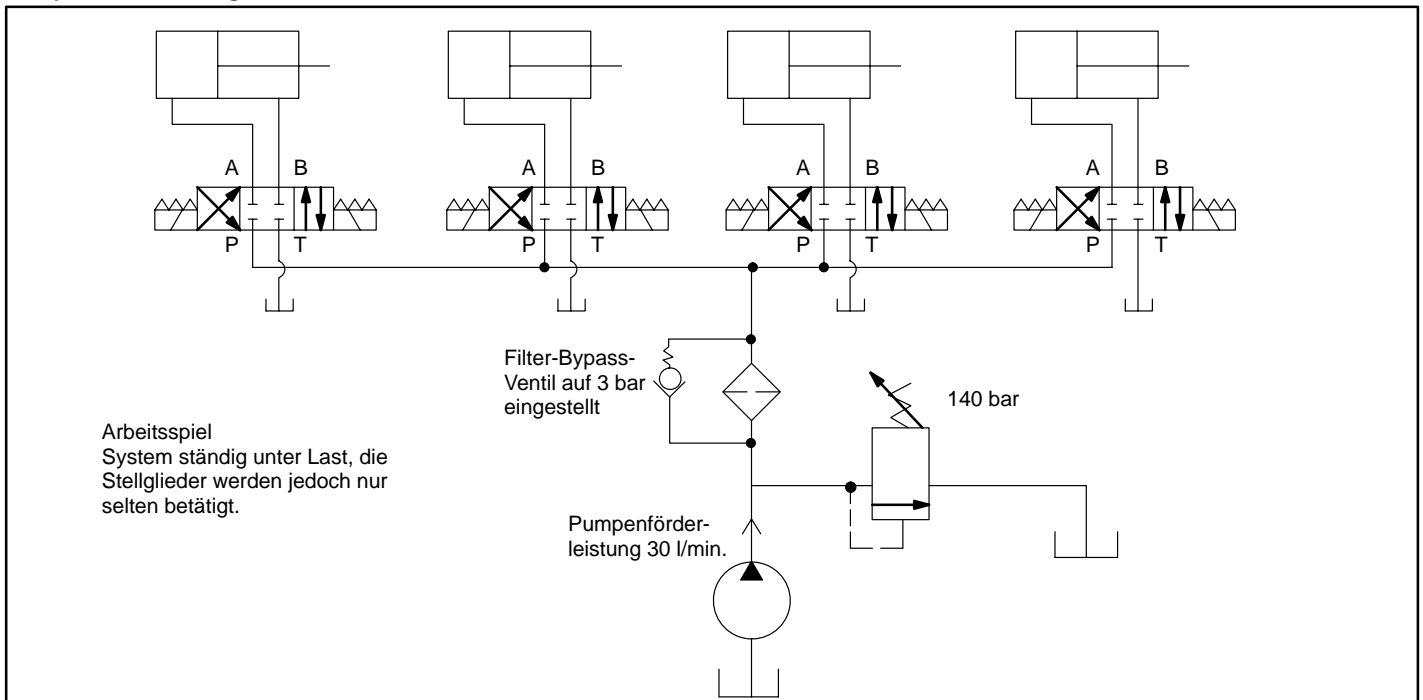 A B A B A B A B
P T P T P T P T
Filter-Bypass-
Ventil auf 3 bar
eingestellt
140 bar
Arbeitsspiel
System ständig unter Last, die
Stellglieder werden jedoch nur
selten betätigt.
Pumpenförder-
leistung 30 l/min.